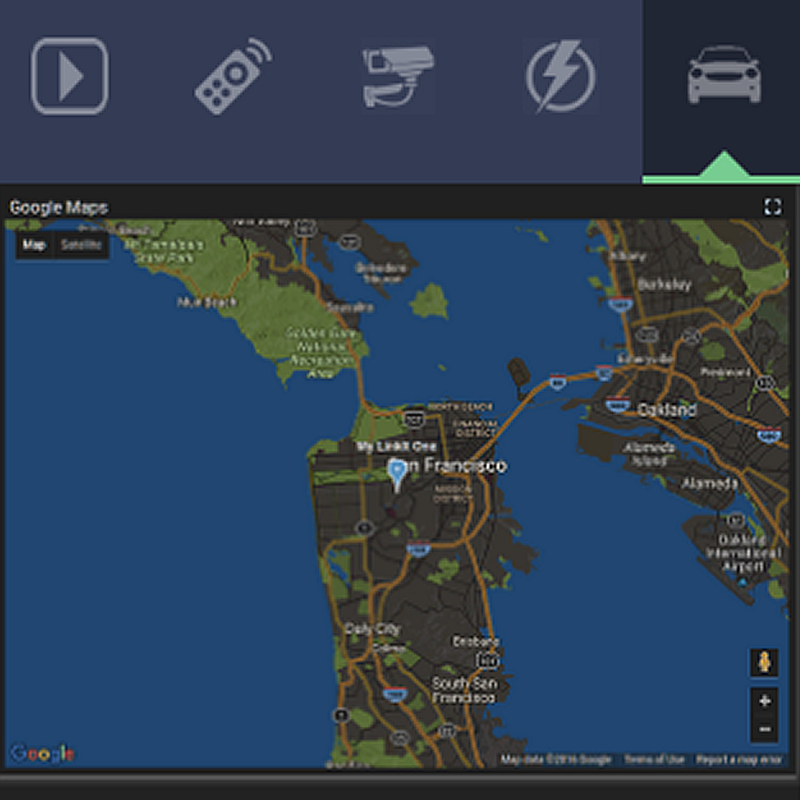 Google Maps
Map
Satellite
Mt Tamalpais
State Park
Muir Beach
Belvedere
Tiburon
Sausalito
Golden Gate
National
Recreation
Area
Albany
Berkeley
Emeryville
Piedmont
Oakland
NORTH BEACH
FINANCIAL
DISTRICT
My Linkit One
San Francisco
MISSION
DISTRICT
Alameda
Island
Alameda
Oakland
International
Airport
Daly City
Colma
Brisbane
South San
Francisco
Google
Map data ©2016 Google
Terms of Use
Report a map error